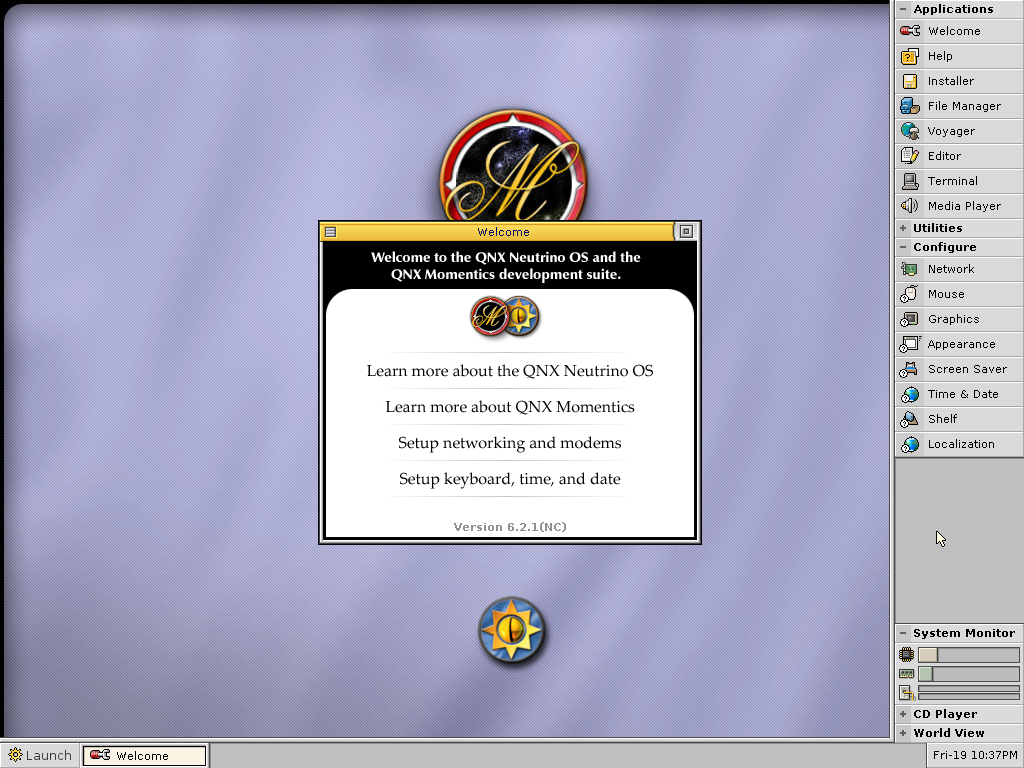 Applications
Welcome
Help
Installer
File Manager
Voyager
Editor
Terminal
Media Player
Utilities
Configure
Network
Mouse
Graphics
Appearance
Screen Saver
Time & Date
Shelf
Localization
M
Welcome
Welcome to the QNX Neutrino OS and the
QNX Momentics development suite.
M
Learn more about the QNX Neutrino OS
Learn more about QNX Momentics
Setup networking and modems
Setup keyboard, time, and date
Version 6.2.1(NC)
System Monitor
CD Player
World View
Launch
Welcome
Fri-19 10:37PM